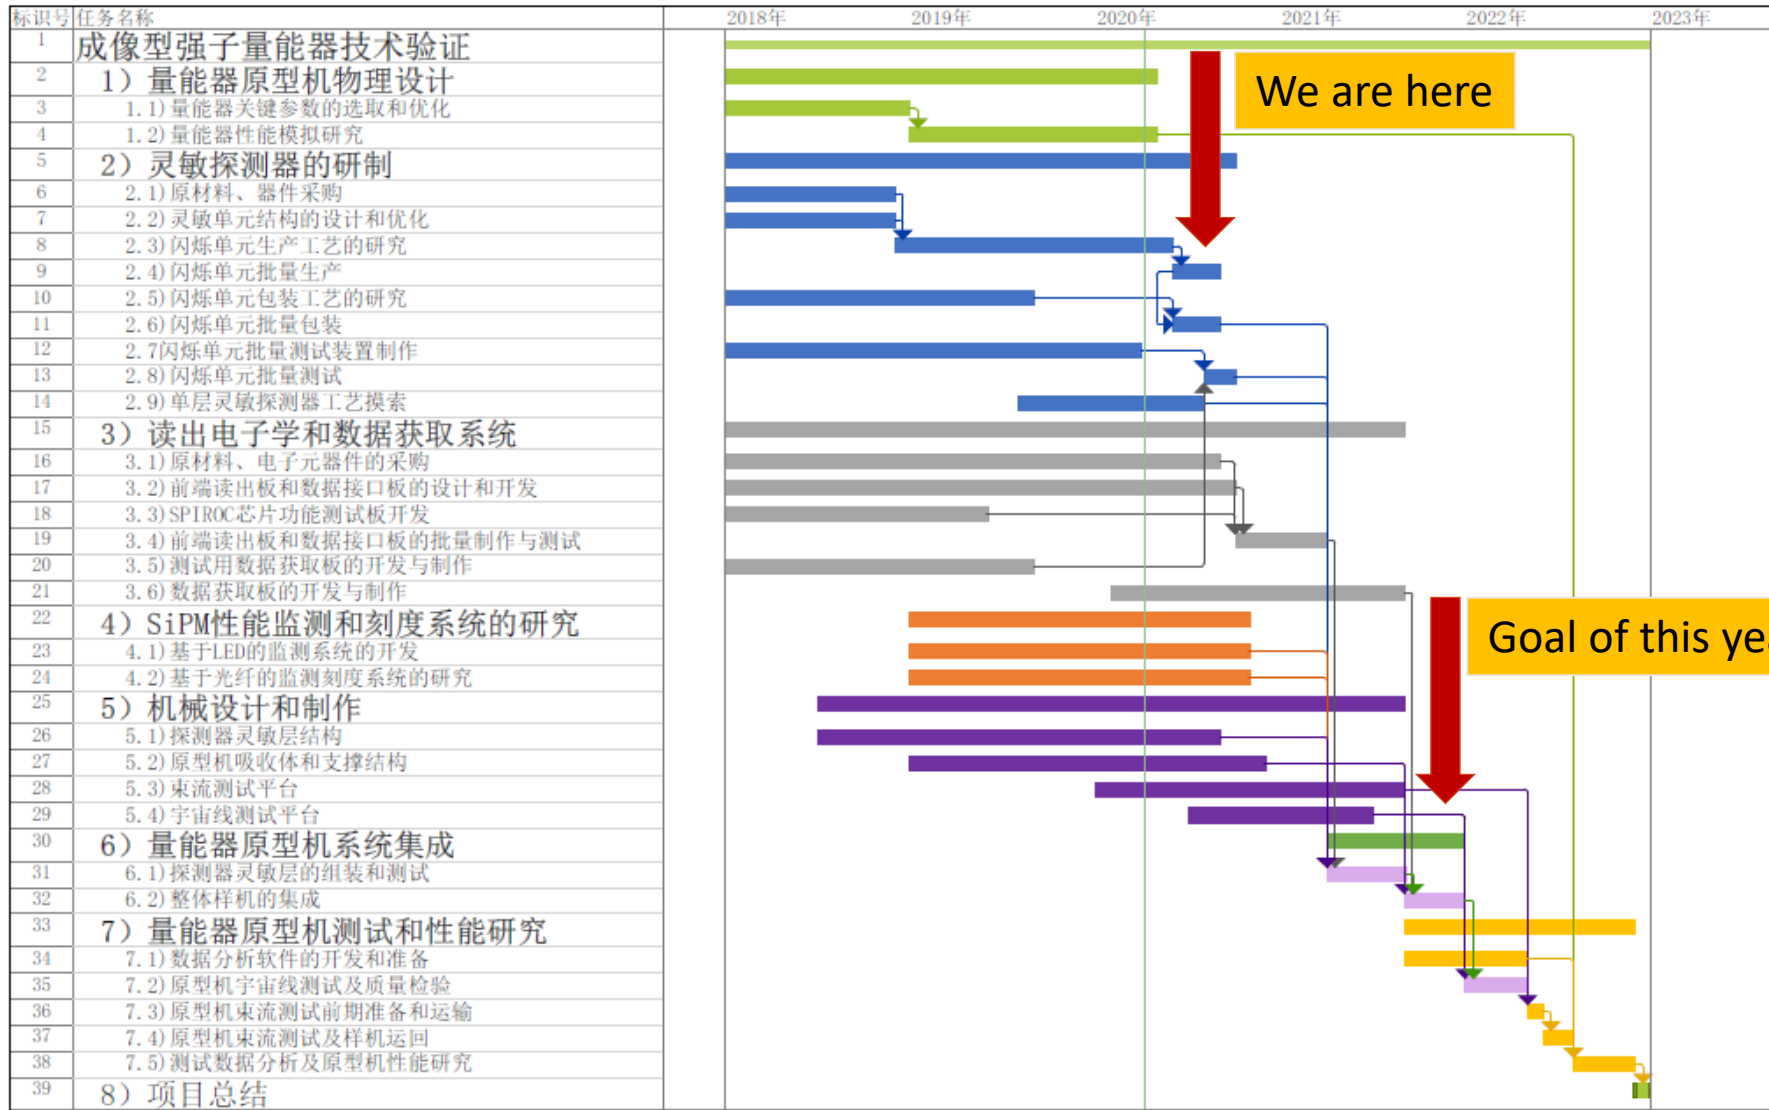 标识号 任务名称 2018年 2019年 2020年 2021年 2022年 2023年
1 成像型强子量能器技术验证
2 1) 量能器原型机物理设计
We are here
3 1.1)量能器关键参数的选取和优化
4 1.2)量能器性能模拟研究
5 2) 灵敏探测器的研制
6 2.1)原材料、器件采购
7 2.2)灵敏单元结构的设计和优化
8 2.3)闪烁单元生产工艺的研究
9 2.4)闪烁单元批量生产
10 2.5)闪烁单元包装工艺的研究
11 2.6)闪烁单元批量包装
12 2.7闪烁单元批量测试装置制作
13 2.8)闪烁单元批量测试
14 2.9)单层灵敏探测器工艺摸索
15 3) 读出电子学和数据获取系统
16 3.1)原材料、电子元器件的采购
17 3.2)前端读出板和数据接口板的设计和开发
18 3.3)SPIROC芯片功能测试板开发
19 3.4)前端读出板和数据接口板的批量制作与测试
20 3.5)测试用数据获取板的开发与制作
21 3.6)数据获取板的开发与制作
22 4) SiPM性能监测和刻度系统的研究
Goal of this yea
23 4.1)基于LED的监测系统的开发
24 4.2)基于光纤的监测刻度系统的研究
25 5) 机械设计和制作
26 5.1)探测器灵敏层结构
27 5.2)原型机吸收体和支撑结构
28 5.3)束流测试平台
29 5.4)宇宙线测试平台
30 6) 量能器原型机系统集成
31 6.1)探测器灵敏层的组装和测试
32 6.2)整体样机的集成
33 7) 量能器原型机测试和性能研究
34 7.1)数据分析软件的开发和准备
35 7.2)原型机宇宙线测试及质量检验
36 7.3)原型机束流测试前期准备和运输
37 7.4)原型机束流测试及样机运回
38 7.5)测试数据分析及原型机性能研究
39 8) 项目总结